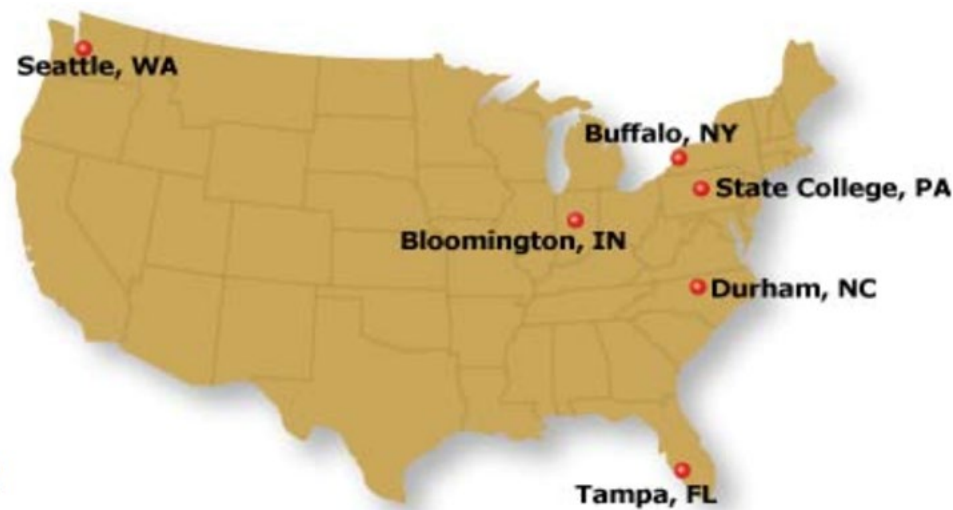 Seattle, WA
Buffalo, NY
State College, PA
Bloomington, IN
Durham, NC
Tampa, FL